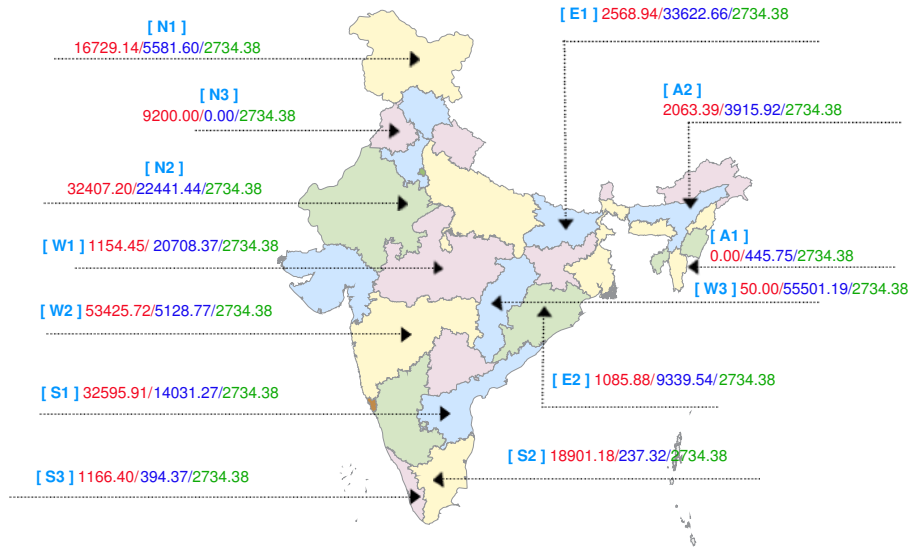 [ N1 ]
16729.14/5581.60/2734.38
[ E1 ] 2568.94/33622.66/2734.38
[ N3 ]
9200.00/0.00/2734.38
[ A2 ]
2063.39/3915.92/2734.38
[ N2 ]
32407.20/22441.44/2734.38
[ W1 ] 1154.45/ 20708.37/2734.38
[ A1 ]
0.00/445.75/2734.38
[ W3 ] 50.00/55501.19/2734.38
[ W2 ] 53425.72/5128.77/2734.38
[ E2 ] 1085.88/9339.54/2734.38
[ S1 ] 32595.91/14031.27/2734.38
[ S2 ] 18901.18/237.32/2734.38
[ S3 ] 1166.40/394.37/2734.38